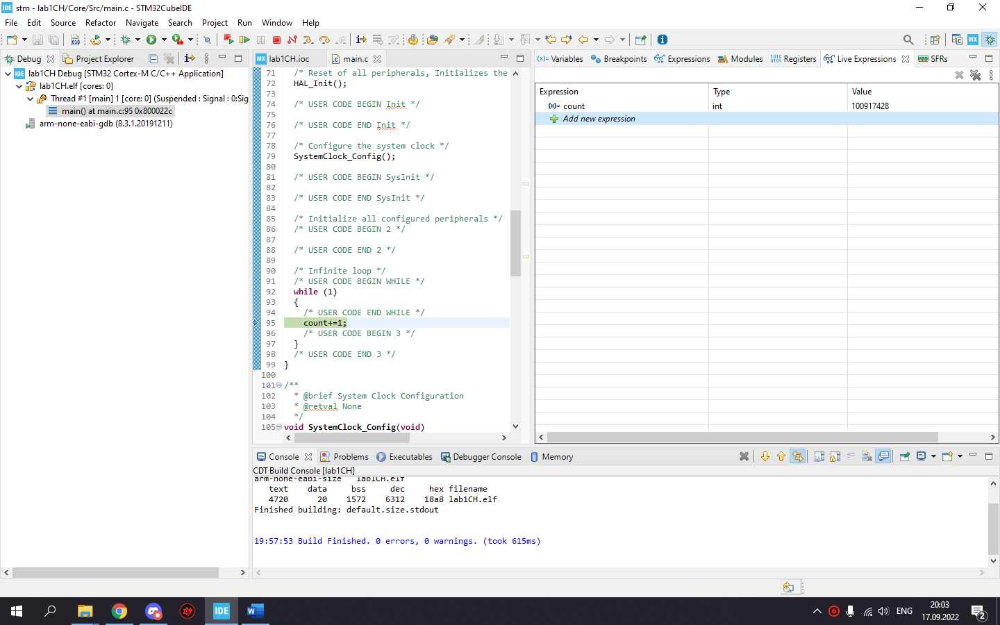 IDE stm - lab1CH/Core/Src/main.c - STM32CubeIDE
File Edit Source Refactor Navigate Search Project Run Window Help
Debug Project Explorer
IDE lab1CH Debug [STM32 Cortex-M C/C++ Application]
lab1CH.elf [cores: 0]
Thread #1 [main] 1 [core: 0] (Suspended : Signal : 0:Sig
main() at main.c:95 0x800022c
arm-none-eabi-gdb (8.3.1.20191211)
MX lab1CH.ioc main.c
71 /* Reset of all peripherals, Initializes the
72 HAL_Init();
73
74 /* USER CODE BEGIN Init */
75
76 /* USER CODE END Init */
77
78 /* Configure the system clock */
79 SystemClock_Config();
80
81 /* USER CODE BEGIN SysInit */
82
83 /* USER CODE END SysInit */
84
85 /* Initialize all configured peripherals */
86 /* USER CODE BEGIN 2 */
87
88 /* USER CODE END 2 */
89
90 /* Infinite loop */
91 /* USER CODE BEGIN WHILE */
92 while (1)
93 {
94 /* USER CODE END WHILE */
95 count+=1;
96 /* USER CODE BEGIN 3 */
97 }
98 /* USER CODE END 3 */
99 }
100
101 /**
102 * @brief System Clock Configuration
103 * @retval None
104 */
105 void SystemClock_Config(void)
(x)= Variables Breakpoints Expressions Modules Registers Live Expressions SFRs
Expression Type Value
(x)= count int 100917428
Add new expression
Console Problems Executables Debugger Console Memory
CDT Build Console [lab1CH]
arm-none-eabi-size lab1CH.elf
text data bss dec hex filename
4720 20 1572 6312 18a8 lab1CH.elf
Finished building: default.size.stdout
19:57:53 Build Finished. 0 errors, 0 warnings. (took 615ms)
IDE
ENG
20:03
17.09.2022
2